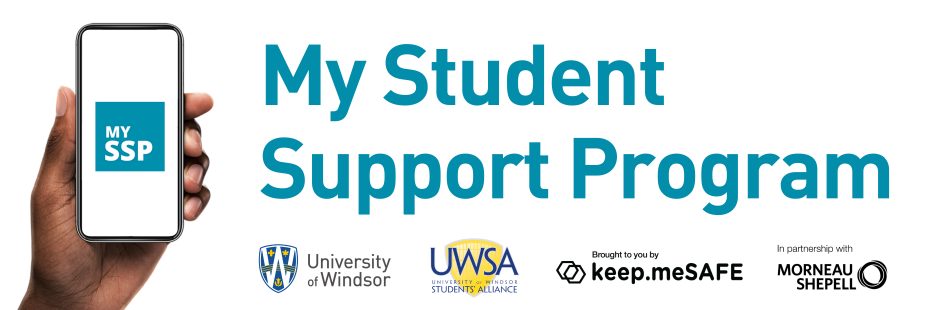 MY
SSP
My Student
Support Program
University
of Windsor
UWSA
UNIVERSITY OF WINDSOR
STUDENTS' ALLIANCE
Brought to you by
keep.meSAFE
In partnership with
MORNEAU
SHEPELL